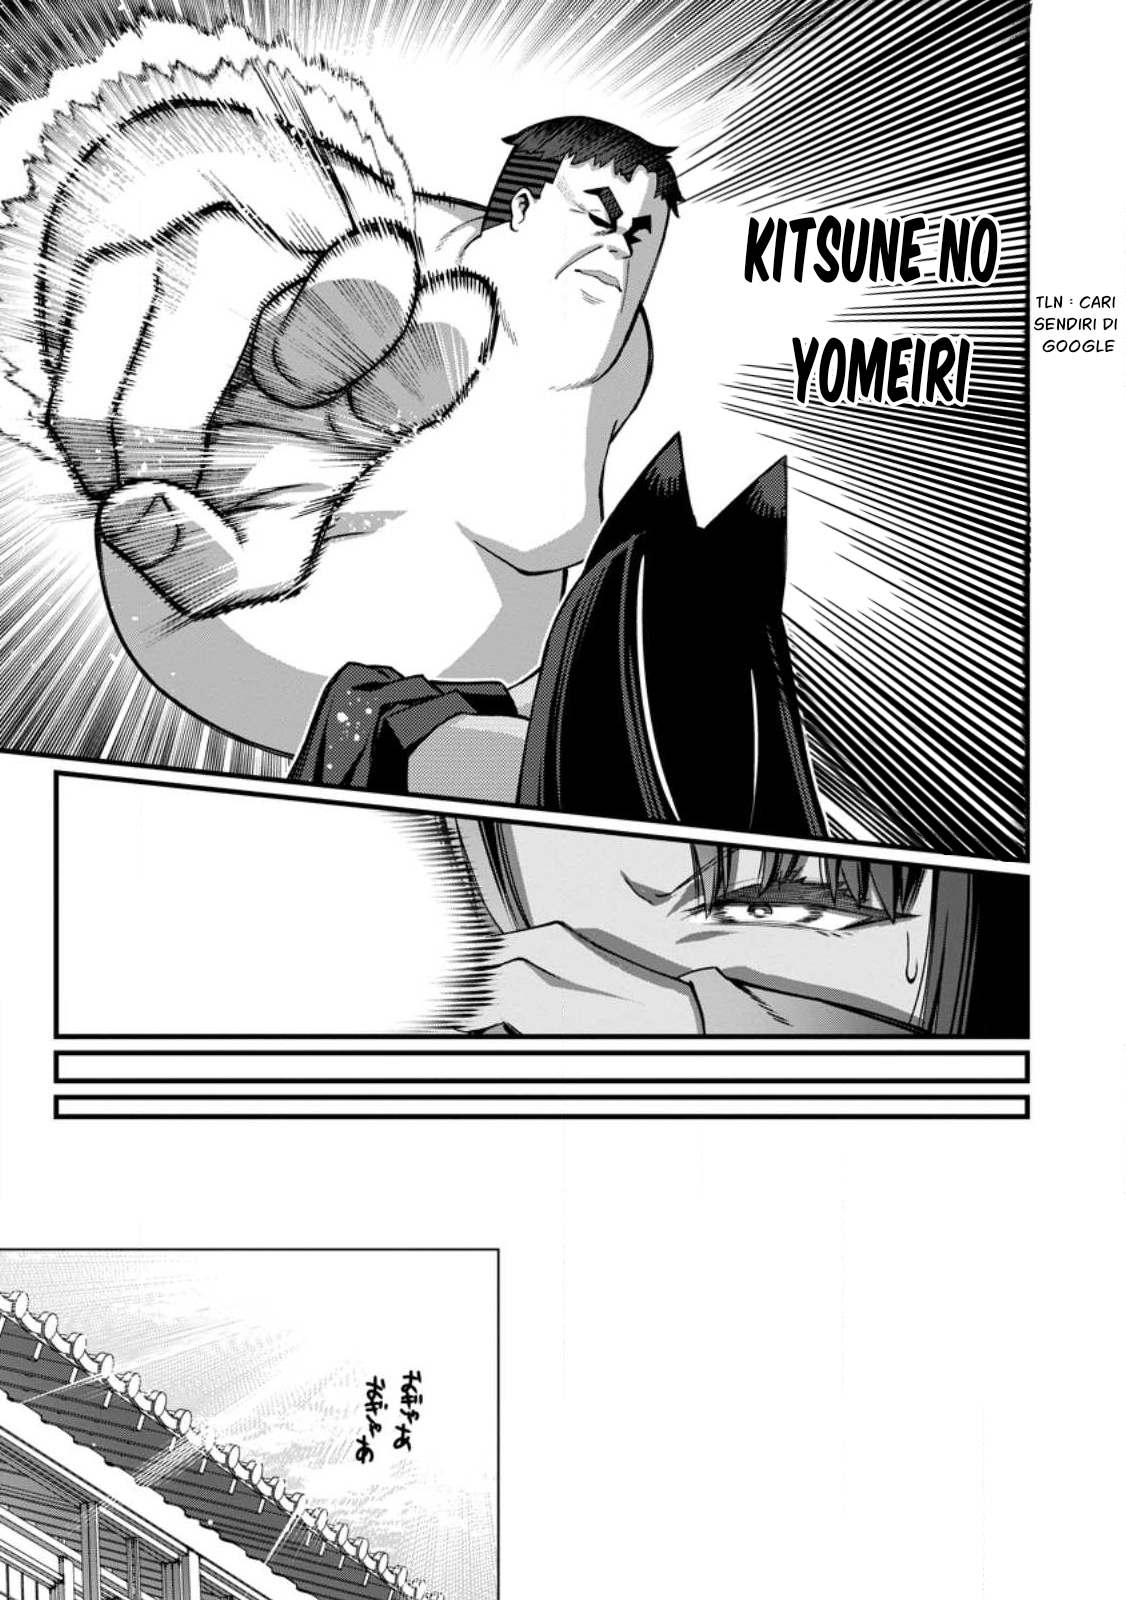 KITSUNE NO
YOMEIRI
TLN : CARI
SENDIRI DI
GOOGLE